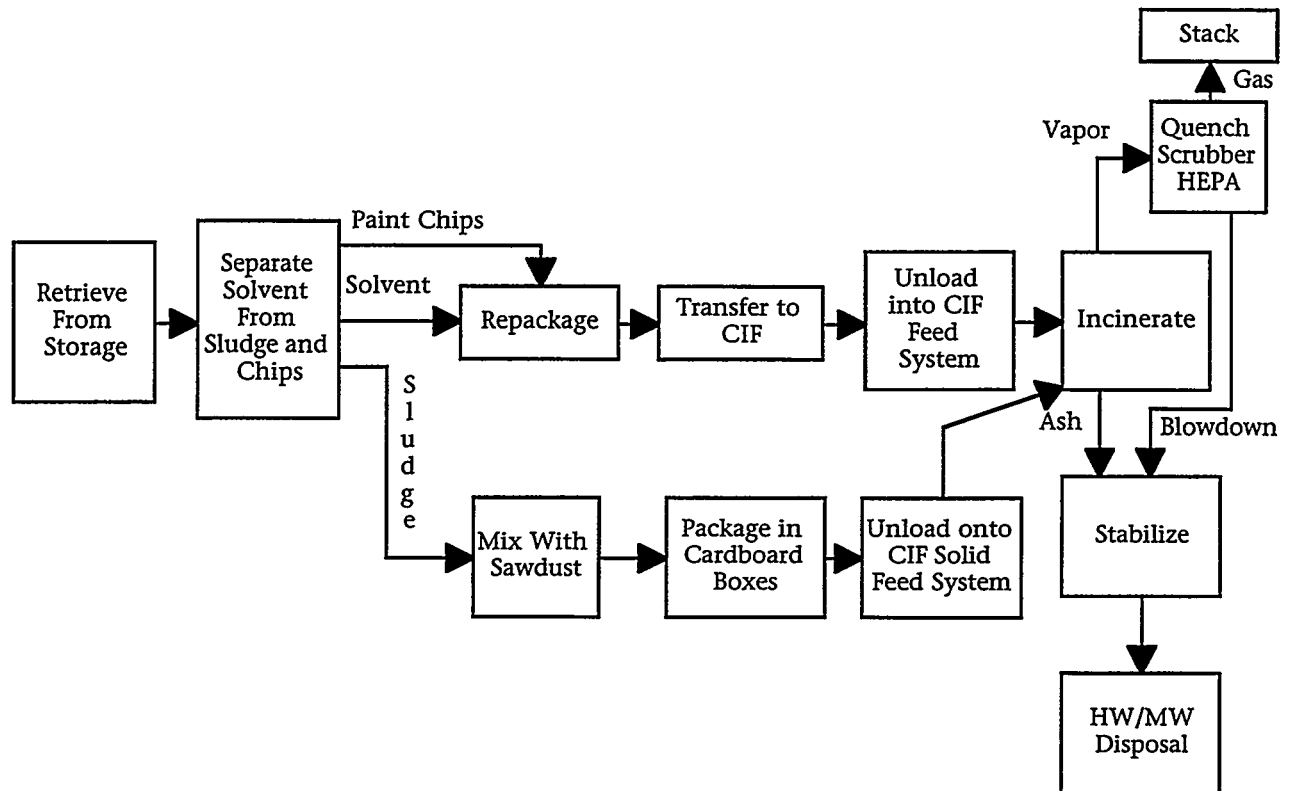 Stack
Gas
Vapor
Quench
Scrubber
HEPA
Paint Chips
Retrieve
From
Storage
Separate
Solvent
From
Sludge and
Chips
Solvent
Repackage
Transfer to
CIF
Unload
into CIF
Feed
System
Incinerate
Sludge
Ash
Blowdown
Mix With
Sawdust
Package in
Cardboard
Boxes
Unload onto
CIF Solid
Feed System
Stabilize
HW/MW
Disposal